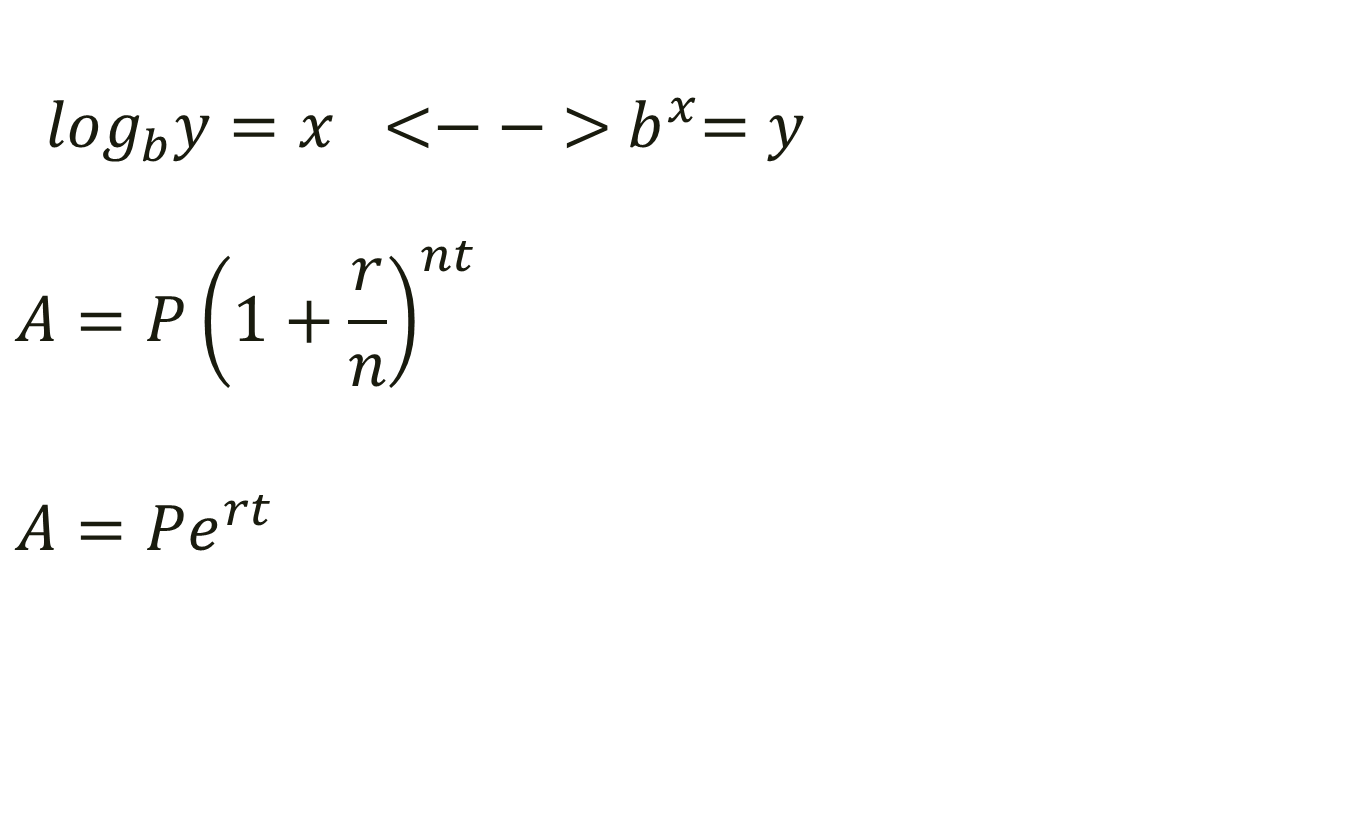 log_b y = x <- - > b^x = y
A = P(1 + r/n)^{nt}
A = Pe^{rt}